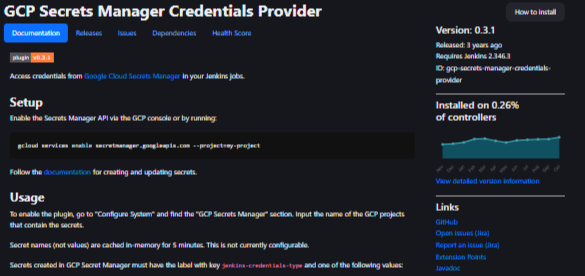 GCP Secrets Manager Credentials Provider
How to install
Documentation
Releases
Issues
Dependencies
Health Score
plugin v0.3.1
Access credentials from Google Cloud Secrets Manager in your Jenkins jobs.
Setup
Enable the Secrets Manager API via the GCP console or by running:
gcloud services enable secretmanager.googleapis.com --project=my-project
Follow the documentation for creating and updating secrets.
Usage
To enable the plugin, go to "Configure System" and find the "GCP Secrets Manager" section. Input the name of the GCP projects
that contain the secrets.
Secret names (not values) are cached in-memory for 5 minutes. This is not currently configurable.
Secrets created in GCP Secret Manager must have the label with key jenkins-credentials-type and one of the following values:
Version: 0.3.1
Released: 3 years ago
Requires Jenkins 2.346.3
ID: gcp-secrets-manager-credentials-
provider
Installed on 0.26%
of controllers
View detailed version information
Links
GitHub
Open issues (Jira)
Report an issue (Jira)
Extension Points
Javadoc